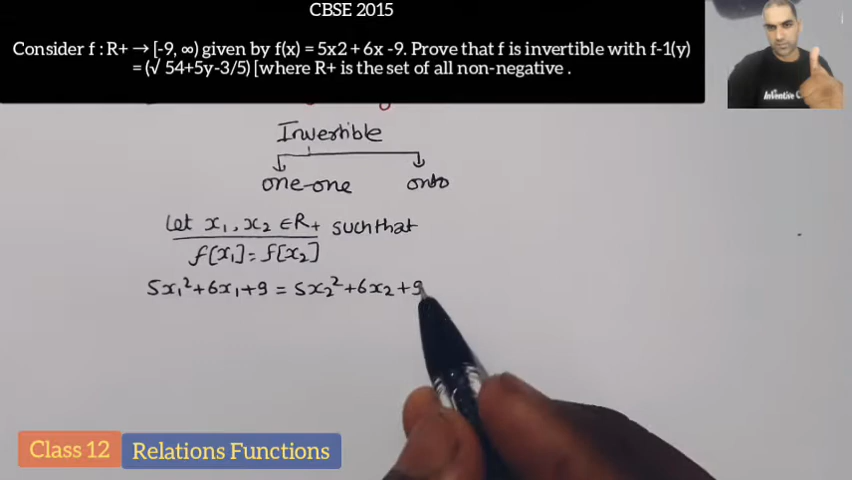 CBSE 2015
Consider f : R+ → [-9, ∞) given by f(x) = 5x2 + 6x -9. Prove that f is invertible with f-1(y)
= (√ 54+5y-3/5) [where R+ is the set of all non-negative .
Invertible
one-one onto
Let x₁, x₂ ∈ R₊ such that
f[x₁] = f[x₂]
5x₁² + 6x₁ + 9 = 5x₂² + 6x₂ + 9
Class 12 Relations Functions